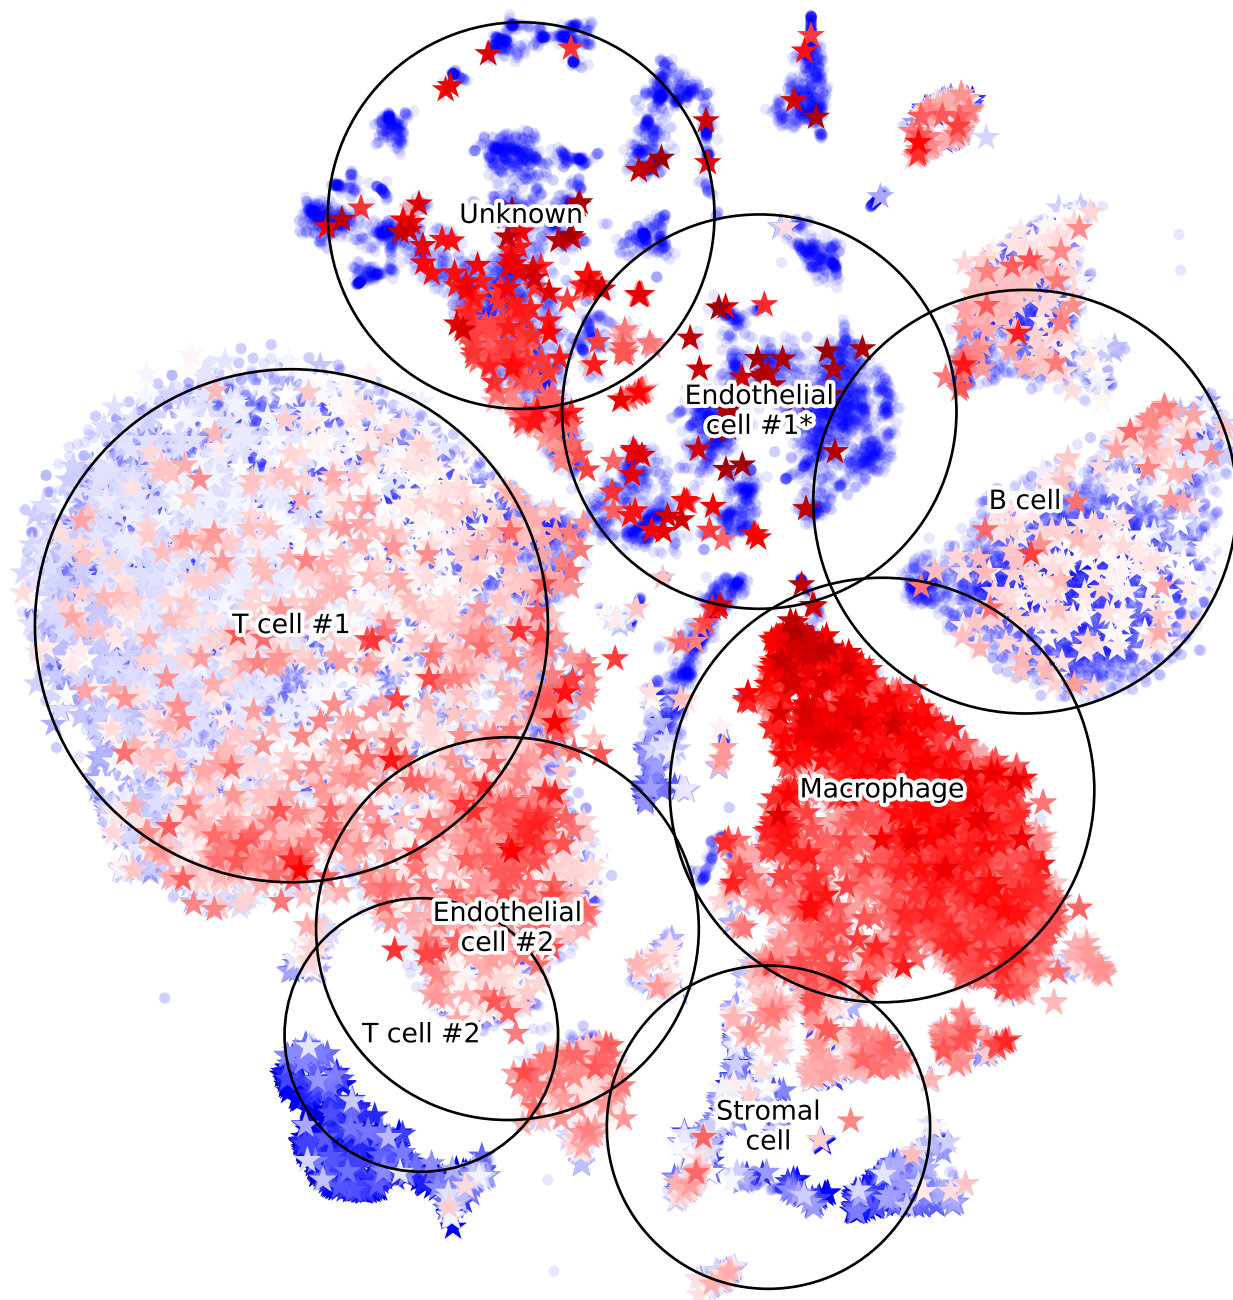 Unknown
Endothelial
cell #1*
B cell
T cell #1
Macrophage
Endothelial
cell #2
T cell #2
Stromal
cell